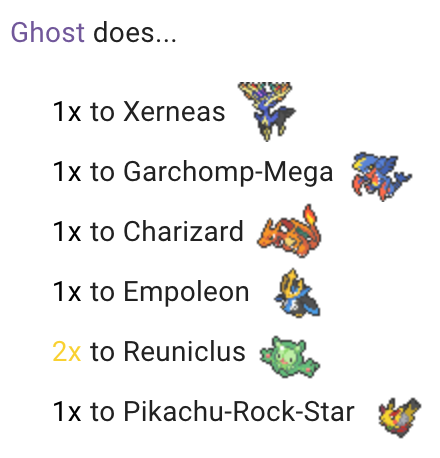 Ghost does...
1x to Xerneas
1x to Garchomp-Mega
1x to Charizard
1x to Empoleon
2x to Reuniclus
1x to Pikachu-Rock-Star